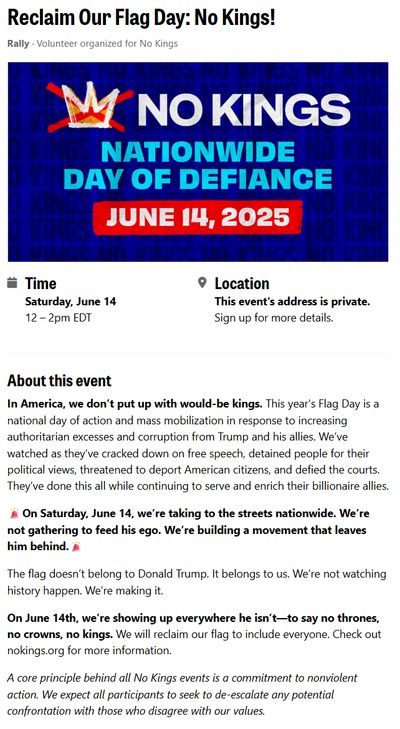 Reclaim Our Flag Day: No Kings!
Rally · Volunteer organized for No Kings
NO KINGS
NATIONWIDE
DAY OF DEFIANCE
JUNE 14, 2025
Time
Saturday, June 14
12 – 2pm EDT
Location
This event's address is private.
Sign up for more details.
About this event
In America, we don’t put up with would-be kings. This year's Flag Day is a
national day of action and mass mobilization in response to increasing
authoritarian excesses and corruption from Trump and his allies. We’ve
watched as they’ve cracked down on free speech, detained people for their
political views, threatened to deport American citizens, and defied the courts.
They’ve done this all while continuing to serve and enrich their billionaire allies.
🚨 On Saturday, June 14, we’re taking to the streets nationwide. We’re
not gathering to feed his ego. We’re building a movement that leaves
him behind. 🚨
The flag doesn’t belong to Donald Trump. It belongs to us. We’re not watching
history happen. We’re making it.
On June 14th, we’re showing up everywhere he isn’t—to say no thrones,
no crowns, no kings. We will reclaim our flag to include everyone. Check out
nokings.org for more information.
A core principle behind all No Kings events is a commitment to nonviolent
action. We expect all participants to seek to de-escalate any potential
confrontation with those who disagree with our values.